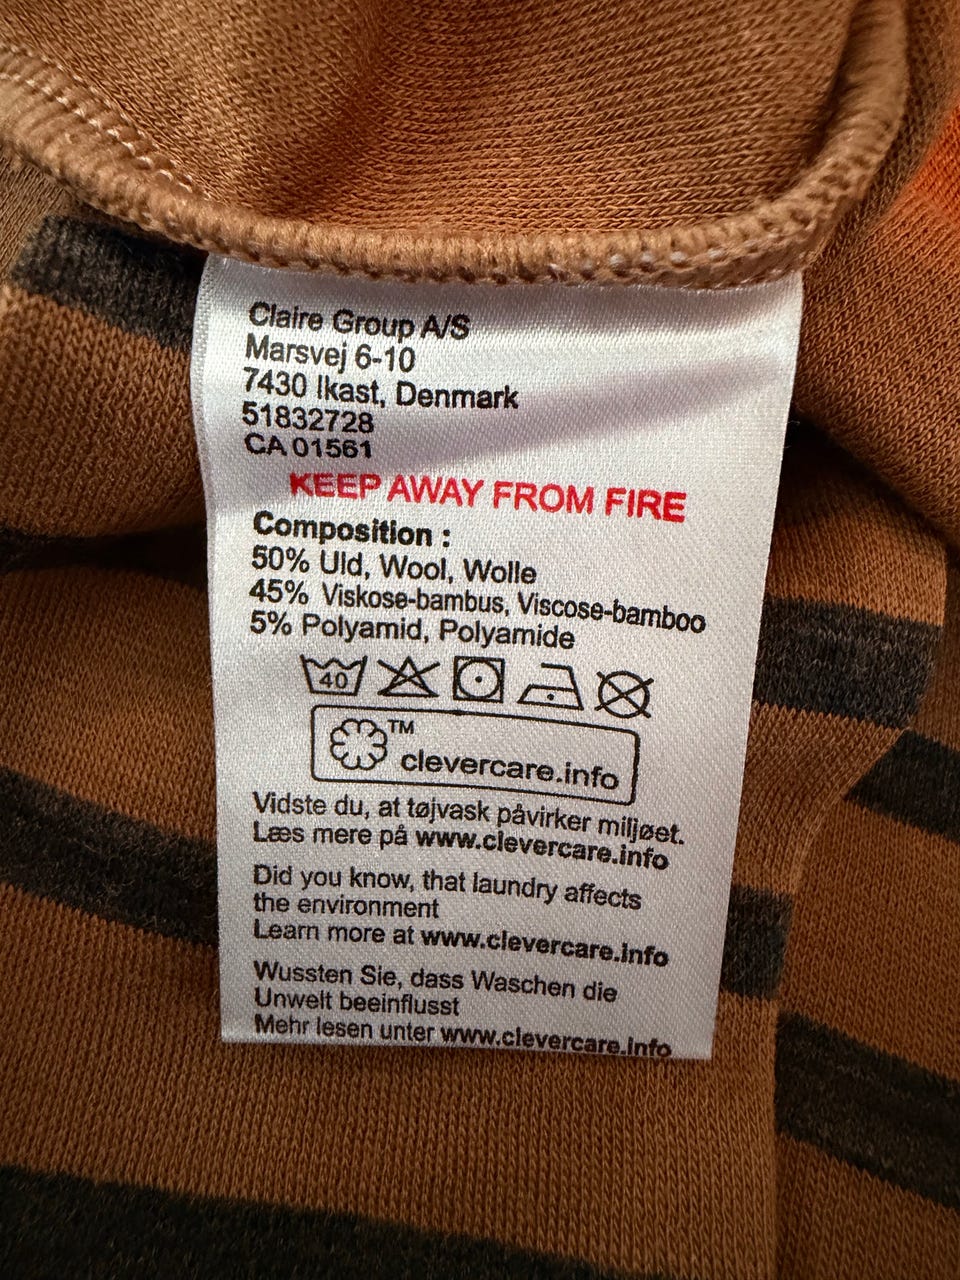 Claire Group A/S
Marsvej 6-10
7430 Ikast, Denmark
51832728
CA 01561
KEEP AWAY FROM FIRE
Composition :
50% Uld, Wool, Wolle
45% Viskose-bambus, Viscose-bamboo
5% Polyamid, Polyamide
40
TM
clevercare.info
Vidste du, at tøjvask påvirker miljøet.
Læs mere på www.clevercare.info
Did you know, that laundry affects
the environment
Learn more at www.clevercare.info
Wussten Sie, dass Waschen die
Unwelt beeinflusst
Mehr lesen unter www.clevercare.info